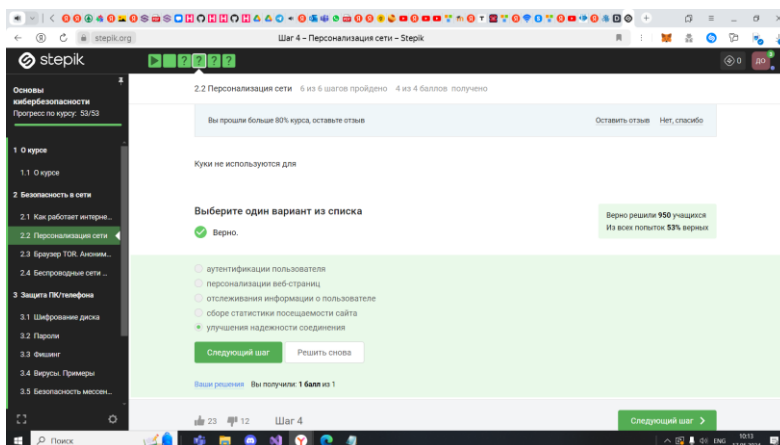 stepik.org
Шаг 4 – Персонализация сети – Stepik
stepik
0
ДО
Основы
кибербезопасности
Прогресс по курсу: 53/53
2.2 Персонализация сети 6 из 6 шагов пройдено 4 из 4 баллов получено
Вы прошли больше 80% курса, оставьте отзыв
Оставить отзыв Нет, спасибо
1 О курсе
1.1 О курсе
2 Безопасность в сети
2.1 Как работает интерне...
2.2 Персонализация сети
2.3 Браузер TOR. Аноним...
2.4 Беспроводные сети ...
3 Защита ПК/телефона
3.1 Шифрование диска
3.2 Пароли
3.3 Фишинг
3.4 Вирусы. Примеры
3.5 Безопасность мессен...
Куки не используются для
Выберите один вариант из списка
Верно.
Верно решили 950 учащихся
Из всех попыток 53% верных
аутентификации пользователя
персонализации веб-страниц
отслеживания информации о пользователе
сборе статистики посещаемости сайта
улучшения надежности соединения
Следующий шаг Решить снова
Ваши решения Вы получили: 1 балл из 1
23 12 Шаг 4 Следующий шаг
Поиск
ENG
10:13